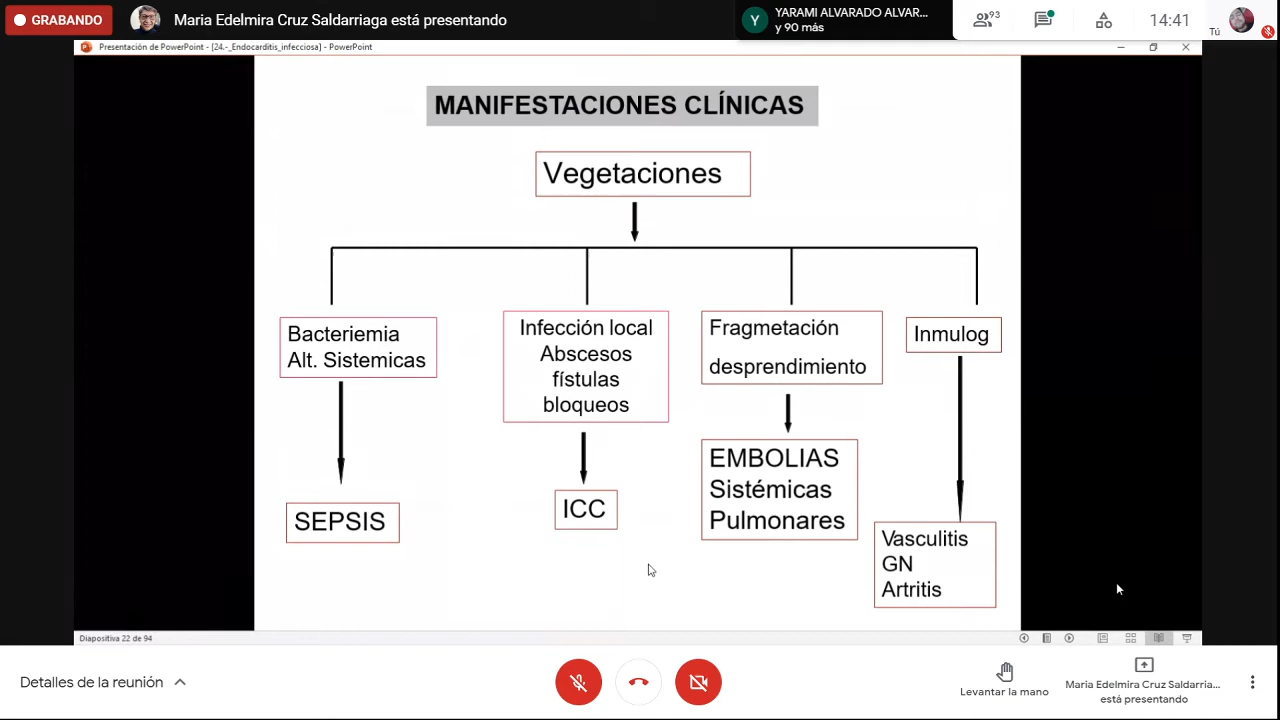 GRABANDO
Maria Edelmira Cruz Saldarriaga está presentando
Y
YARAMI ALVARADO ALVAR...
y 90 más
93
14:41
Tú
Presentación de PowerPoint - [24.-_Endocarditis_infecciosa] - PowerPoint
MANIFESTACIONES CLÍNICAS
Vegetaciones
Bacteriemia
Alt. Sistemicas
SEPSIS
Infección local
Abscesos
fístulas
bloqueos
ICC
Fragmetación
desprendimiento
EMBOLIAS
Sistémicas
Pulmonares
Inmulog
Vasculitis
GN
Artritis
Diapositiva 22 de 94
Detalles de la reunión
Levantar la mano
Maria Edelmira Cruz Saldarria...
está presentando